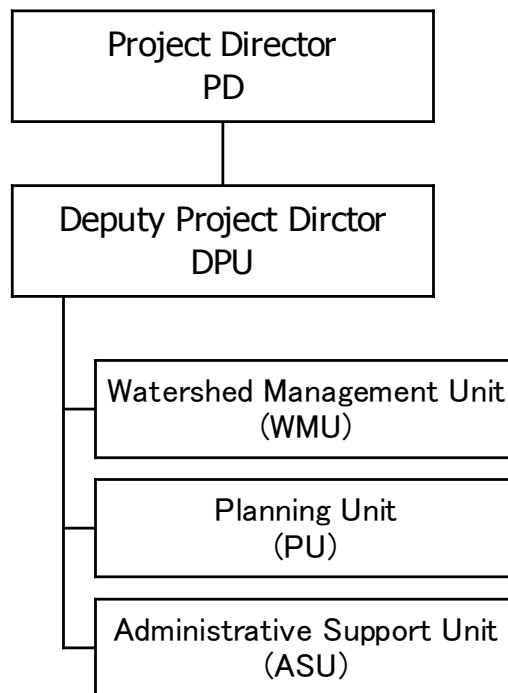 Project Director
PD
Deputy Project Dirctor
DPU
Watershed Management Unit
(WMU)
Planning Unit
(PU)
Administrative Support Unit
(ASU)